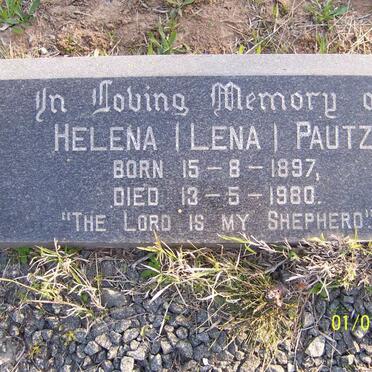 In Loving Memory o
HELENA (LENA) PAUTZ
BORN 15-8-1897,
DIED 13-5-1980.
"THE LORD IS MY SHEPHERD"
01/0